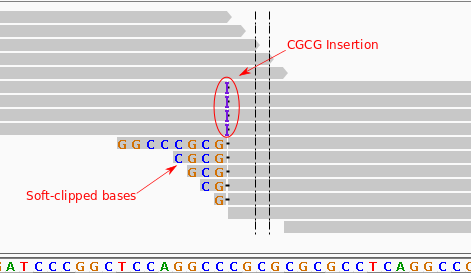 CGCG Insertion
I
I
I
I
G G C C C G C G
C G C G
G C G
C G
G
Soft-clipped bases
A T C C C G G C T C C A G G C C C G C G C G C G C C T C A G G C C